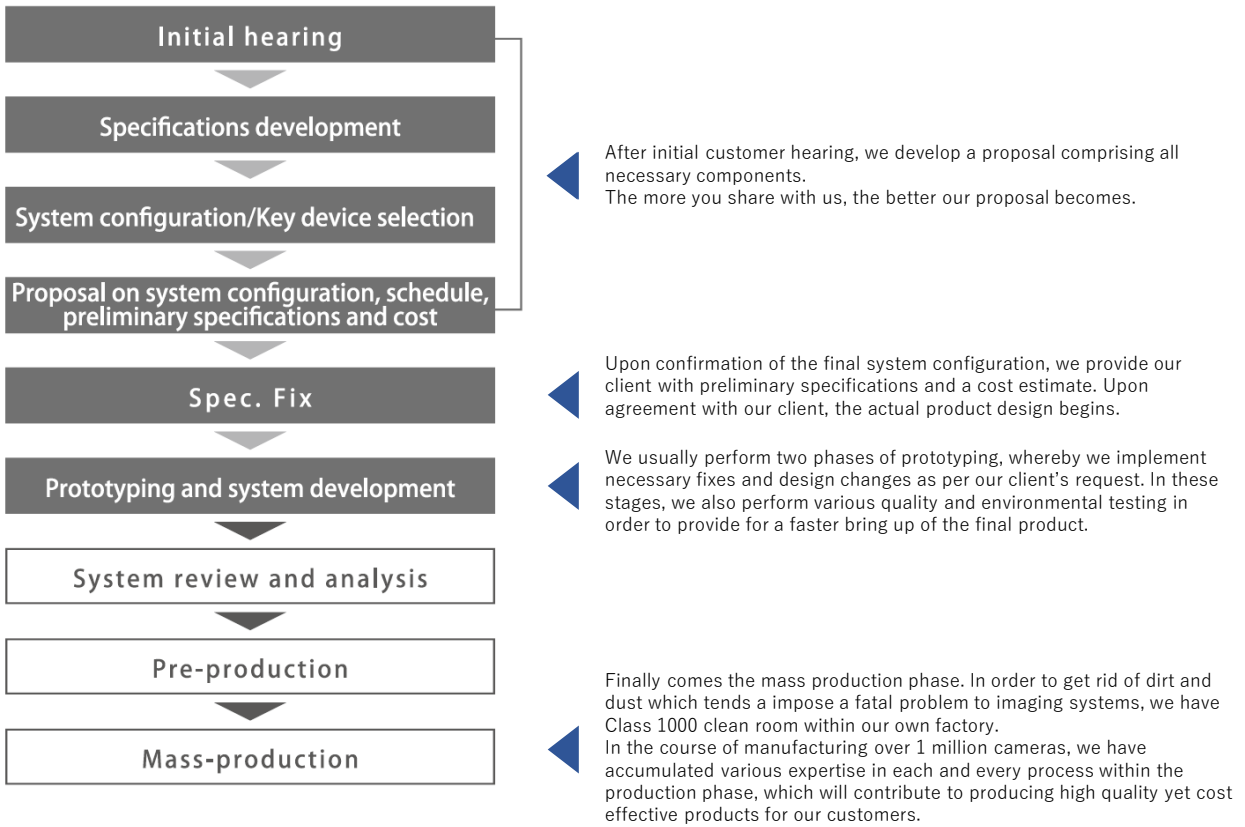 Initial hearing
Specifications development
System configuration/Key device selection
Proposal on system configuration, schedule,
preliminary specifications and cost
After initial customer hearing, we develop a proposal comprising all
necessary components.
The more you share with us, the better our proposal becomes.
Spec. Fix
Upon confirmation of the final system configuration, we provide our
client with preliminary specifications and a cost estimate. Upon
agreement with our client, the actual product design begins.
Prototyping and system development
We usually perform two phases of prototyping, whereby we implement
necessary fixes and design changes as per our client’s request. In these
stages, we also perform various quality and environmental testing in
order to provide for a faster bring up of the final product.
System review and analysis
Pre-production
Mass-production
Finally comes the mass production phase. In order to get rid of dirt and
dust which tends a impose a fatal problem to imaging systems, we have
Class 1000 clean room within our own factory.
In the course of manufacturing over 1 million cameras, we have
accumulated various expertise in each and every process within the
production phase, which will contribute to producing high quality yet cost
effective products for our customers.